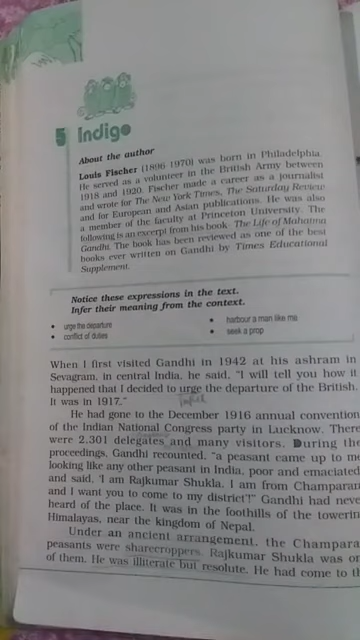 5 Indigo
About the author
Louis Fischer (1896-1970) was born in Philadelphia.
He served as a volunteer in the British Army between
1918 and 1920. Fischer made a career as a journalist
and wrote for The New York Times, The Saturday Review
and for European and Asian publications. He was also
a member of the faculty at Princeton University. The
following is an excerpt from his book- The Life of Mahatma
Gandhi. The book has been reviewed as one of the best
books ever written on Gandhi by Times Educational
Supplement.
Notice these expressions in the text.
Infer their meaning from the context.
• urge the departure
• harbour a man like me
• conflict of duties
• seek a prop
When I first visited Gandhi in 1942 at his ashram in
Sevagram, in central India, he said, "I will tell you how it
happened that I decided to urge the departure of the British.
It was in 1917."
He had gone to the December 1916 annual convention
of the Indian National Congress party in Lucknow. There
were 2,301 delegates and many visitors. During the
proceedings, Gandhi recounted, "a peasant came up to me
looking like any other peasant in India, poor and emaciated,
and said, 'I am Rajkumar Shukla. I am from Champaran,
and I want you to come to my district'!" Gandhi had never
heard of the place. It was in the foothills of the towering
Himalayas, near the kingdom of Nepal.
Under an ancient arrangement, the Champaran
peasants were sharecroppers. Rajkumar Shukla was one
of them. He was illiterate but resolute. He had come to the